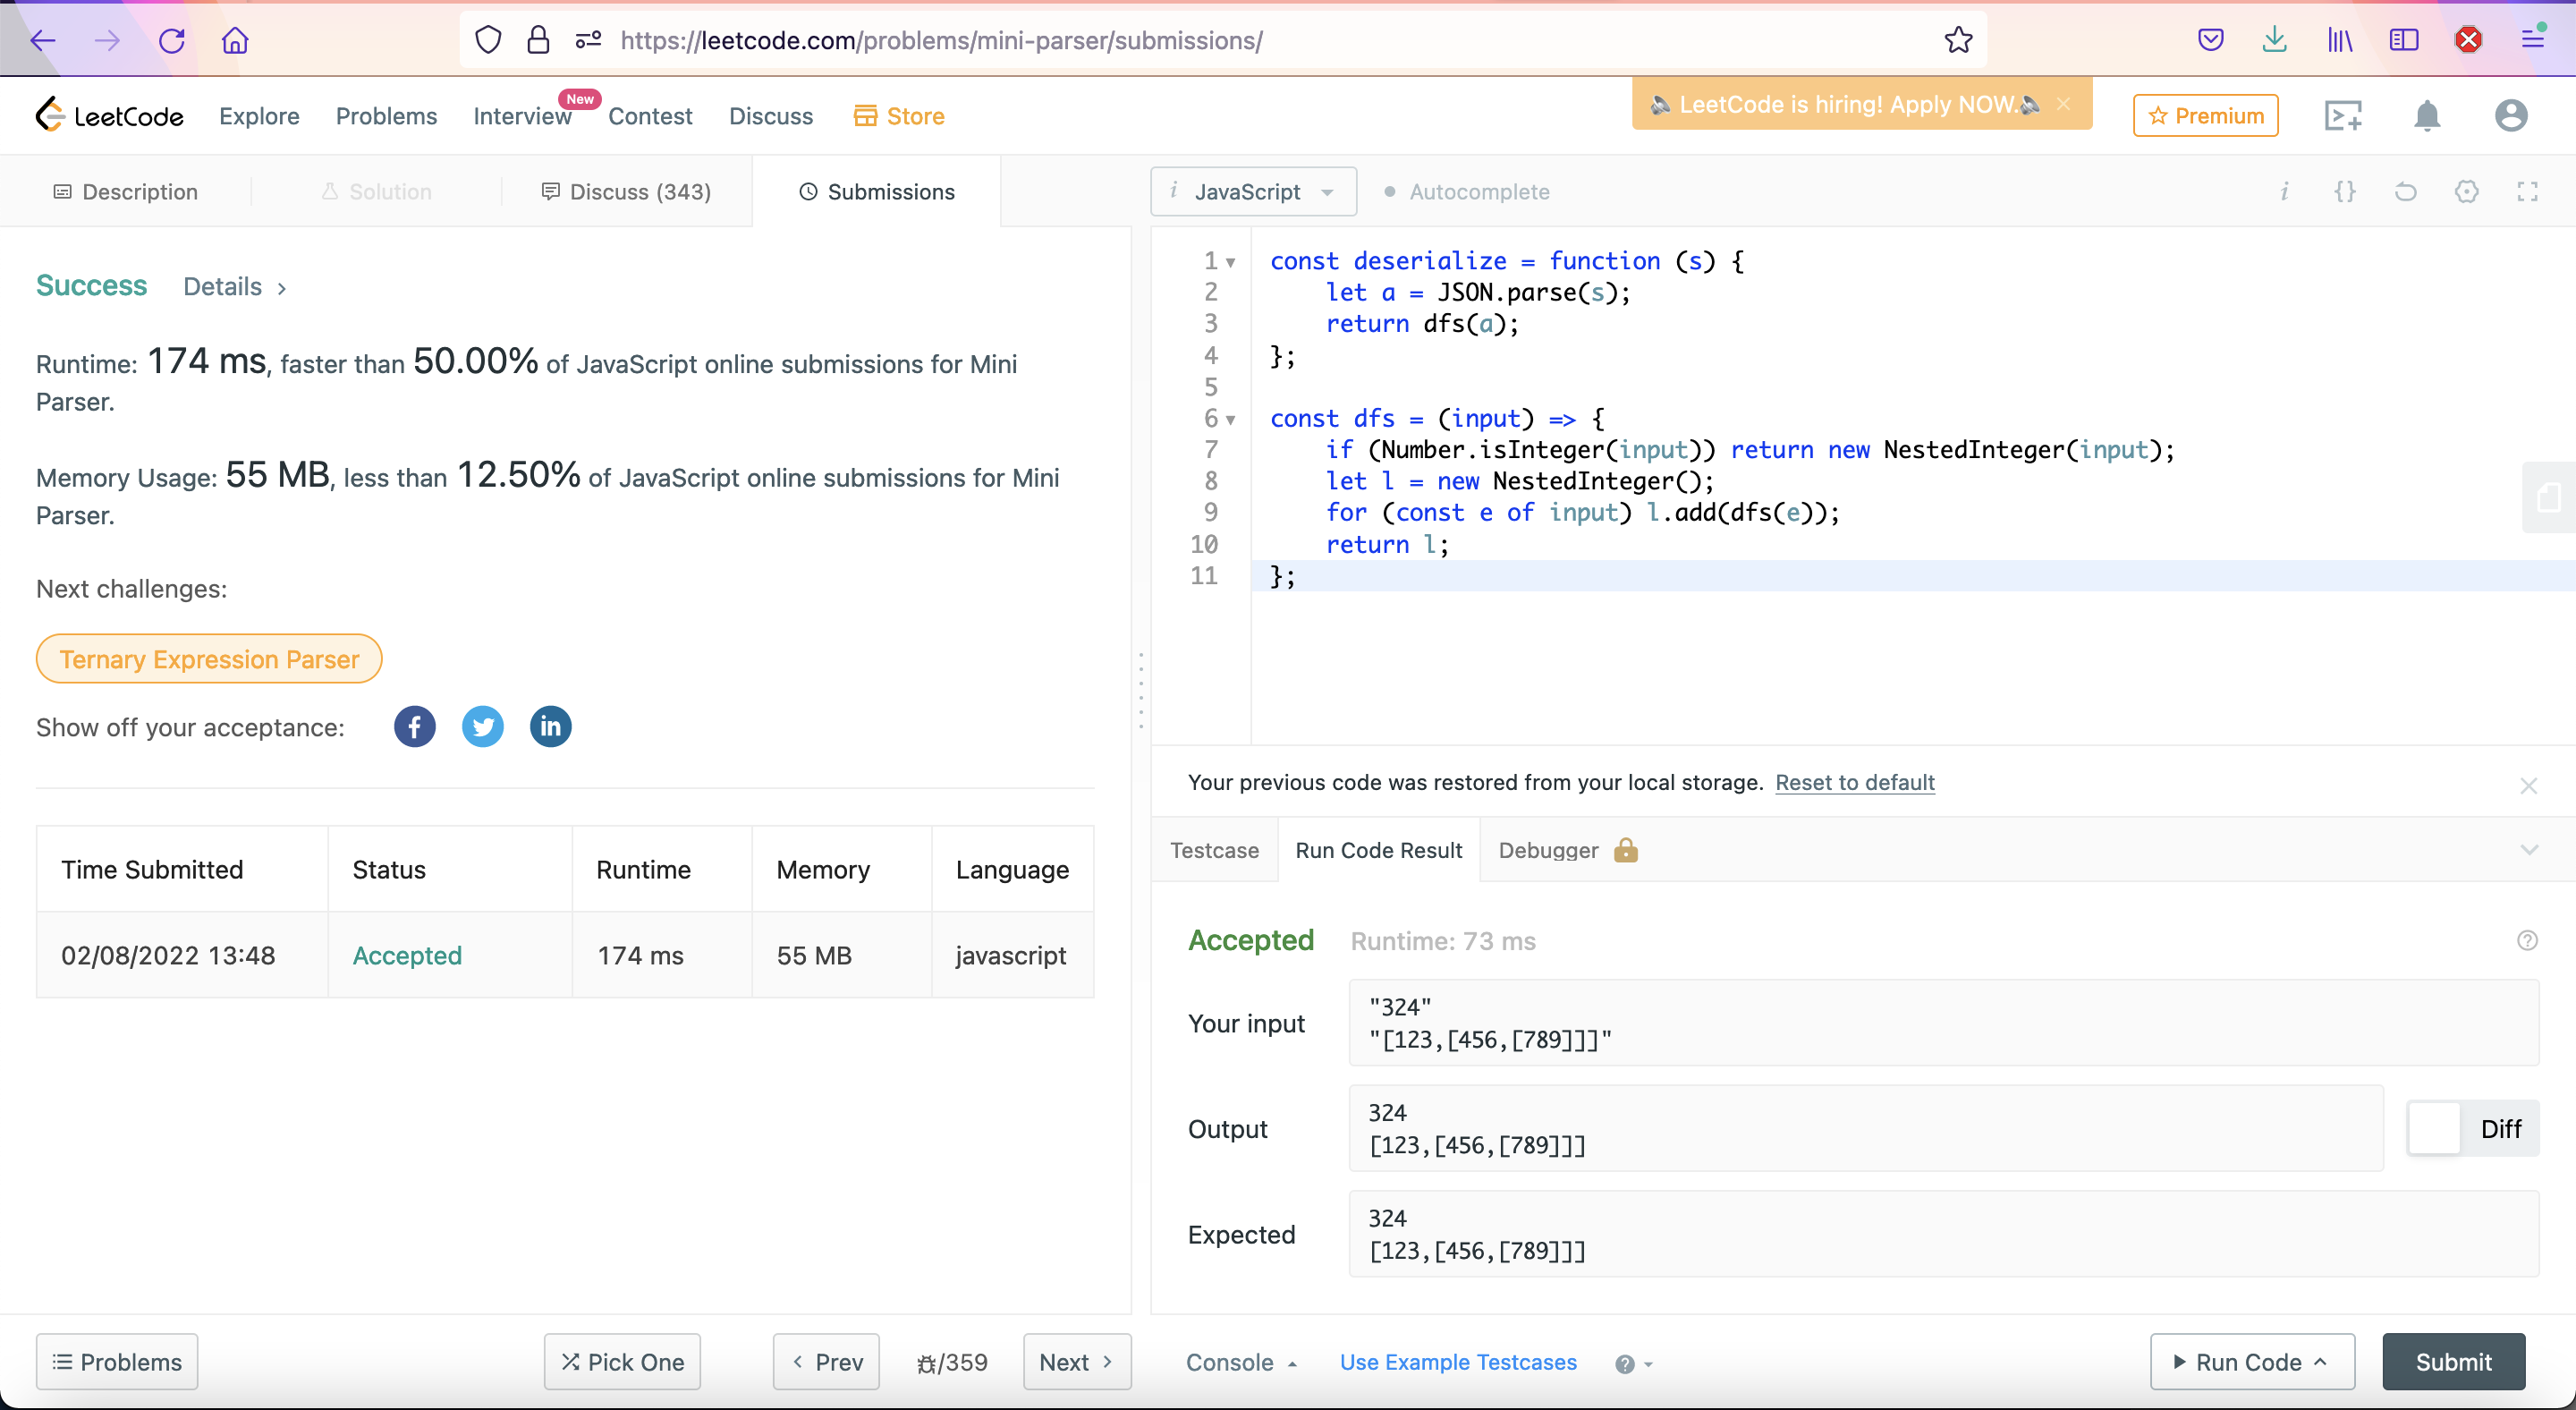 https://leetcode.com/problems/mini-parser/submissions/
LeetCode Explore Problems Interview New Contest Discuss Store LeetCode is hiring! Apply NOW. Premium
Description Solution Discuss (343) Submissions
Success Details
Runtime: 174 ms, faster than 50.00% of JavaScript online submissions for Mini
Parser.
Memory Usage: 55 MB, less than 12.50% of JavaScript online submissions for Mini
Parser.
Next challenges:
Ternary Expression Parser
Show off your acceptance:
Time Submitted Status Runtime Memory Language
02/08/2022 13:48 Accepted 174 ms 55 MB javascript
Problems Pick One Prev /359 Next
i JavaScript Autocomplete i {}
1 const deserialize = function (s) {
2 let a = JSON.parse(s);
3 return dfs(a);
4 };
5
6 const dfs = (input) => {
7 if (Number.isInteger(input)) return new NestedInteger(input);
8 let l = new NestedInteger();
9 for (const e of input) l.add(dfs(e));
10 return l;
11 };
Your previous code was restored from your local storage. Reset to default
Testcase Run Code Result Debugger
Accepted Runtime: 73 ms
Your input
"324"
"[123,[456,[789]]]"
Output
324
[123,[456,[789]]]
Diff
Expected
324
[123,[456,[789]]]
Console Use Example Testcases Run Code Submit